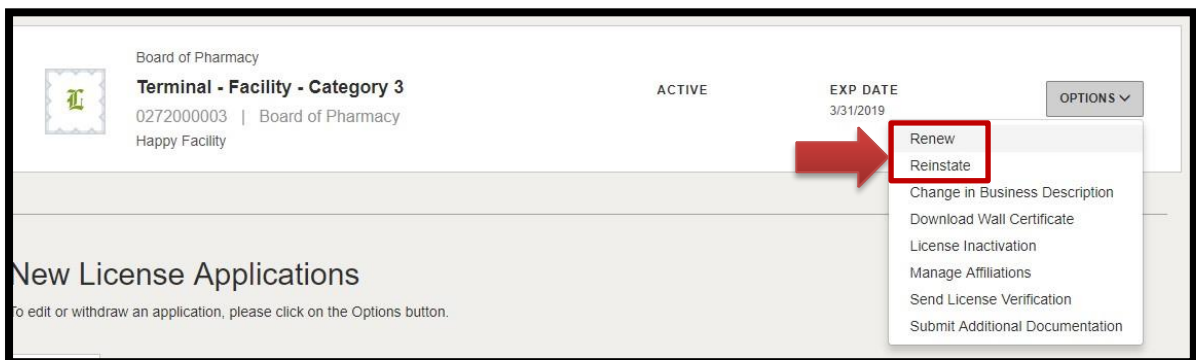 Board of Pharmacy
Terminal - Facility - Category 3
0272000003 | Board of Pharmacy
Happy Facility
L
ACTIVE
EXP DATE
3/31/2019
OPTIONS
Renew
Reinstate
Change in Business Description
Download Wall Certificate
License Inactivation
Manage Affiliations
Send License Verification
Submit Additional Documentation
New License Applications
To edit or withdraw an application, please click on the Options button.